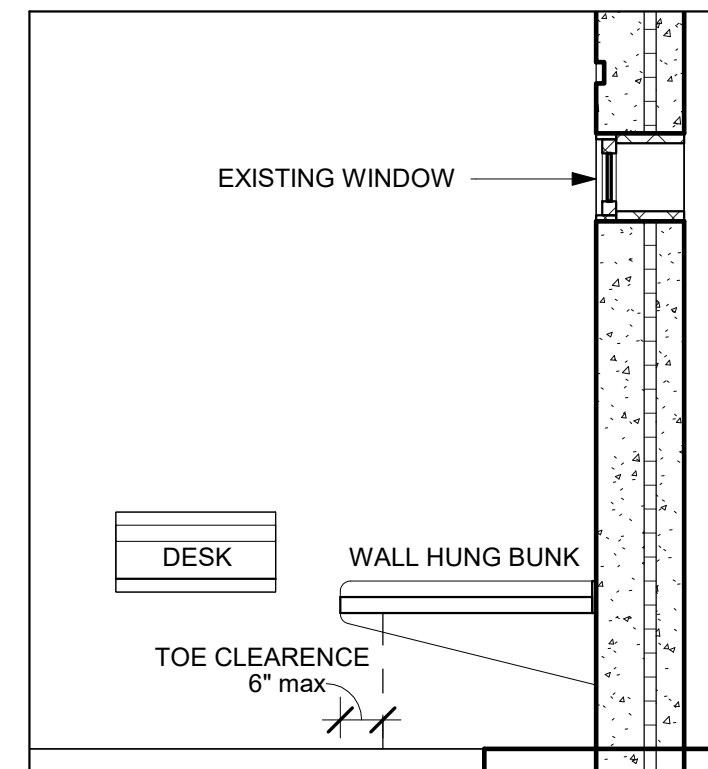 EXISTING WINDOW
DESK
WALL HUNG BUNK
TOE CLEARENCE
6" max